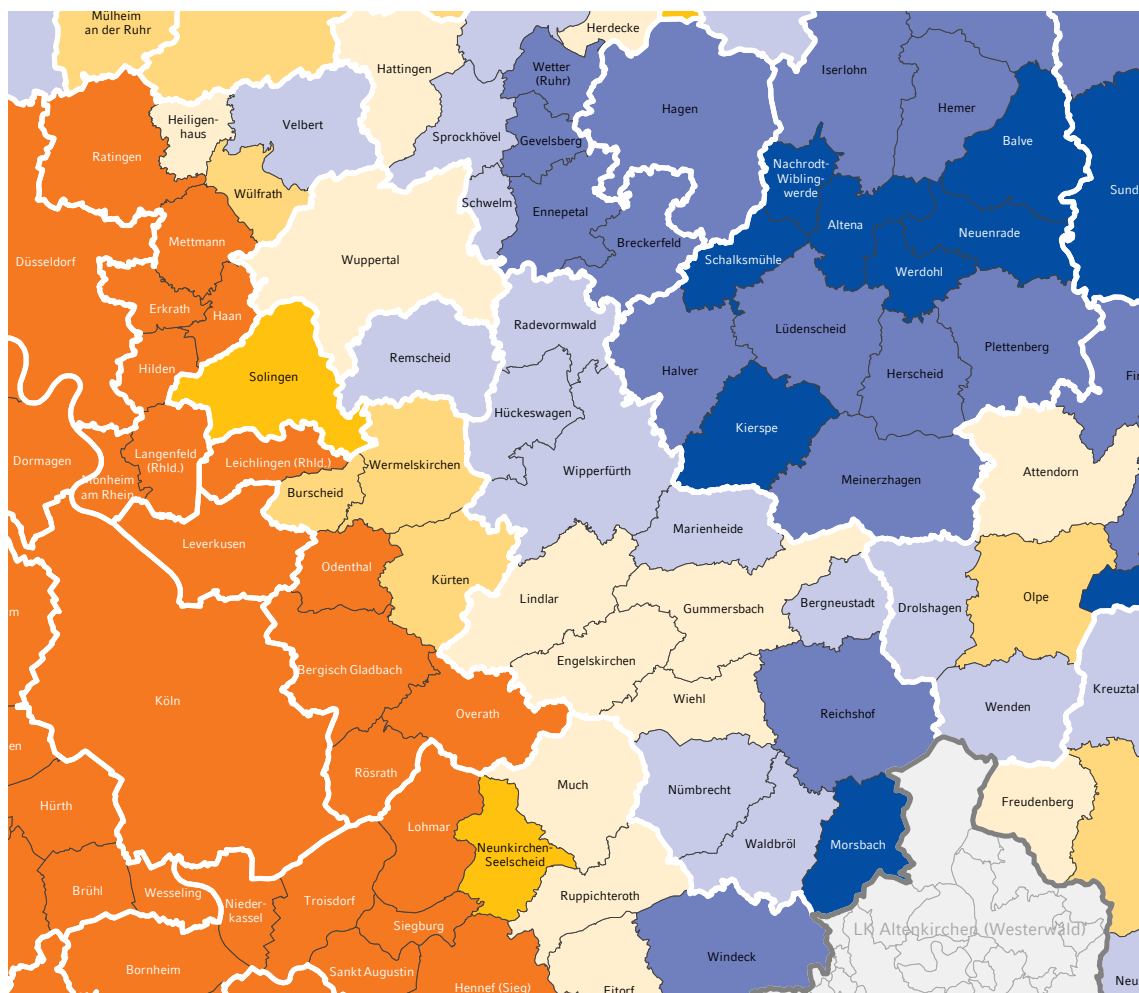 Mülheim
an der Ruhr
Herdecke
Hattingen
Wetter
(Ruhr)
Iserlohn
Hagen
Hemer
Heiligen-
haus
Velbert
Sprockhövel
Gevelsberg
Balve
Ratingen
Nachrodt-
Wibling-
werde
Sund
Wülfrath
Schwelm
Ennepetal
Altena
Neuenrade
Mettmann
Breckerfeld
Düsseldorf
Wuppertal
Schalksmühle
Werdohl
Erkrath
Haan
Radevormwald
Lüdenscheid
Plettenberg
Remscheid
Hilden
Solingen
Halver
Herscheid
Fin
Hückeswagen
Kierspe
Langenfeld
(Rhld.)
Dormagen
Leichlingen (Rhld.)
Wermelskirchen
Wipperfürth
Attendorn
Monheim
am Rhein
Burscheid
Meinerzhagen
Marienheide
Leverkusen
Odenthal
Kürten
Lindlar
Gummersbach
Bergneustadt
Drolshagen
Olpe
m
Engelskirchen
Bergisch Gladbach
Kreuztal
Köln
Wiehl
Wenden
Overath
Reichshof
en
Rösrath
Much
Nümbrecht
Freudenberg
Hürth
Lohmar
Neunkirchen-
Seelscheid
Waldbröl
Morsbach
Brühl
Wesseling
Troisdorf
Ruppichteroth
Nieder-
kassel
Siegburg
LK Altenkirchen (Westerwald)
Windeck
Bornheim
Sankt Augustin
Neu
Hennef (Sieg)
Eitorf